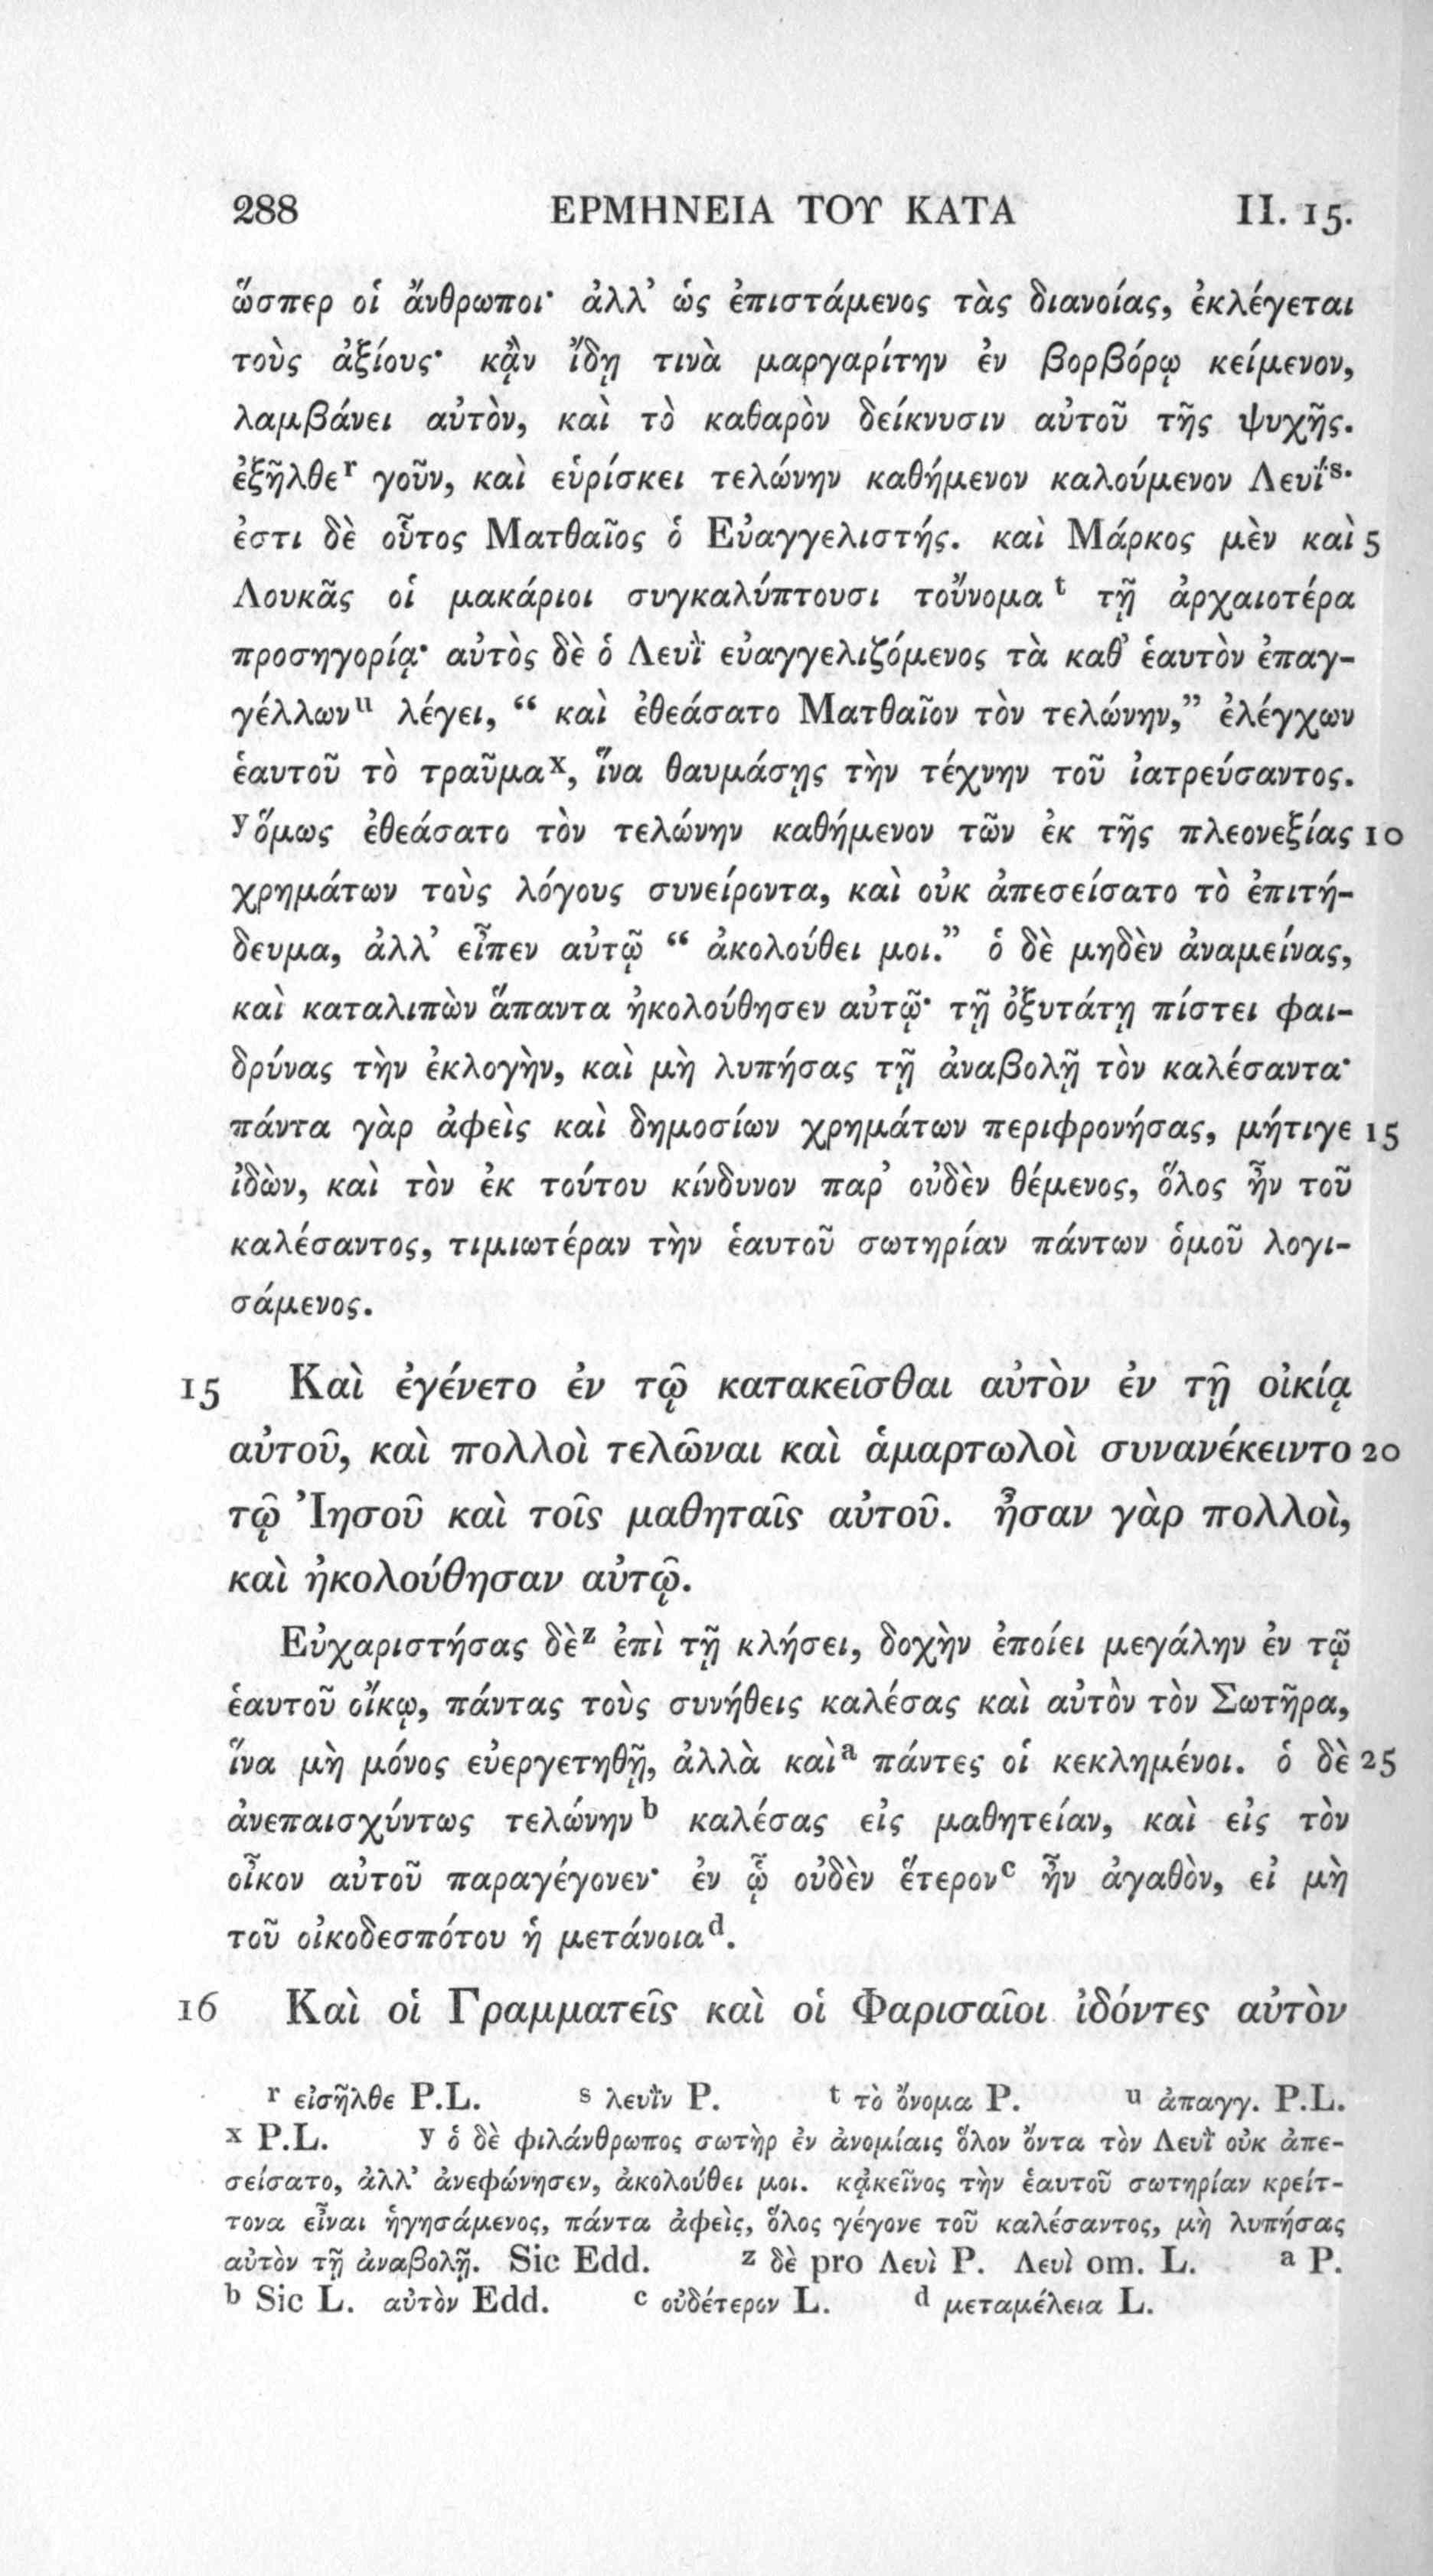 288 ΕΡΜΗΝΕΙΑ ΤΟΥ ΚΑΤΑ II. 15.
ὥσπερ οἱ ἄνθρωποι· ἀλλ’ ὡς ἐπιστάμενος τὰς διανοίας, ἐκλέγεται
τοὺς ἀξίους· κᾂν ἴδῃ τινὰ μαργαρίτην ἐν βορβόρῳ κείμενον,
λαμβάνει αὐτὸν, καὶ τὸ καθαρὸν δείκνυσιν αὐτοῦ τῆς ψυχῆς.
ἐξῆλθε r γοῦν, καὶ εὑρίσκει τελώνην καθήμενον καλούμενον Λευΐ s·
ἐστι δὲ οὗτος Ματθαῖος ὁ Εὐαγγελιστής. καὶ Μάρκος μὲν καὶ 5
Λουκᾶς οἱ μακάριοι συγκαλύπτουσι τοὔνομα t τῇ ἀρχαιοτέρα
προσηγορίᾳ· αὐτὸς δὲ ὁ Λευῒ εὐαγγελιζόμενος τὰ καθ’ ἑαυτὸν ἐπαγ-
γέλλων u λέγει, “ καὶ ἐθεάσατο Ματθαῖον τὸν τελώνην,” ἐλέγχων
ἑαυτοῦ τὸ τραῦμα x, ἵνα θαυμάσῃς τὴν τέχνην τοῦ ἰατρεύσαντος.
y ὅμως ἐθεάσατο τὸν τελώνην καθήμενον τῶν ἐκ τῆς πλεονεξίας 10
χρημάτων τοὺς λόγους συνείροντα, καὶ οὐκ ἀπεσείσατο τὸ ἐπιτή-
δευμα, ἀλλ’ εἶπεν αὐτῷ “ ἀκολούθει μοι.” ὁ δὲ μηδὲν ἀναμείνας,
καὶ καταλιπὼν ἅπαντα ἠκολούθησεν αὐτῷ· τῇ ὀξυτάτῃ πίστει φαι-
δρύνας τὴν ἐκλογὴν, καὶ μὴ λυπήσας τῇ ἀναβολῇ τὸν καλέσαντα·
πάντα γὰρ ἀφεὶς καὶ δημοσίων χρημάτων περιφρονήσας, μήτιγε 15
ἰδὼν, καὶ τὸν ἐκ τούτου κίνδυνον παρ’ οὐδὲν θέμενος, ὅλος ἦν τοῦ
καλέσαντος, τιμιωτέραν τὴν ἑαυτοῦ σωτηρίαν πάντων ὁμοῦ λογι-
σάμενος.
15 Καὶ ἐγένετο ἐν τῷ κατακεῖσθαι αὐτὸν ἐν τῇ οἰκίᾳ
αὐτοῦ, καὶ πολλοὶ τελῶναι καὶ ἁμαρτωλοὶ συνανέκειντο 20
τῷ Ἰησοῦ καὶ τοῖς μαθηταῖς αὐτοῦ. ἦσαν γὰρ πολλοὶ,
καὶ ἠκολούθησαν αὐτῷ.
Εὐχαριστήσας δὲ z ἐπὶ τῇ κλήσει, δοχὴν ἐποίει μεγάλην ἐν τῷ
ἑαυτοῦ οἴκῳ, πάντας τοὺς συνήθεις καλέσας καὶ αὐτὸν τὸν Σωτῆρα,
ἵνα μὴ μόνος εὐεργετηθῇ, ἀλλὰ καὶ a πάντες οἱ κεκλημένοι. ὁ δὲ 25
ἀνεπαισχύντως τελώνην b καλέσας εἰς μαθητείαν, καὶ εἰς τὸν
οἶκον αὐτοῦ παραγέγονεν· ἐν ᾧ οὐδὲν ἕτερον c ἦν ἀγαθὸν, εἰ μὴ
τοῦ οἰκοδεσπότου ἡ μετάνοια d.
16 Καὶ οἱ Γραμματεῖς καὶ οἱ Φαρισαῖοι ἰδόντες αὐτὸν
r εἰσῆλθε P.L. s λευῒν P. t τὸ ὄνομα P. u ἀπαγγ. P.L.
x P.L. y ὁ δὲ φιλάνθρωπος σωτὴρ ἐν ἀνομίαις ὅλον ὄντα τὸν Λευῒ οὐκ ἀπε-
σείσατο, ἀλλ’ ἀνεφώνησεν, ἀκολούθει μοι. κᾀκεῖνος τὴν ἑαυτοῦ σωτηρίαν κρείτ-
τονα εἶναι ἡγησάμενος, πάντα ἀφεὶς, ὅλος γέγονε τοῦ καλέσαντος, μὴ λυπήσας
αὐτὸν τῇ ἀναβολῇ. Sic Edd. z δὲ pro Λευὶ P. Λευὶ om. L. a P.
b Sic L. αὐτὸν Edd. c οὐδέτερον L. d μεταμέλεια L.